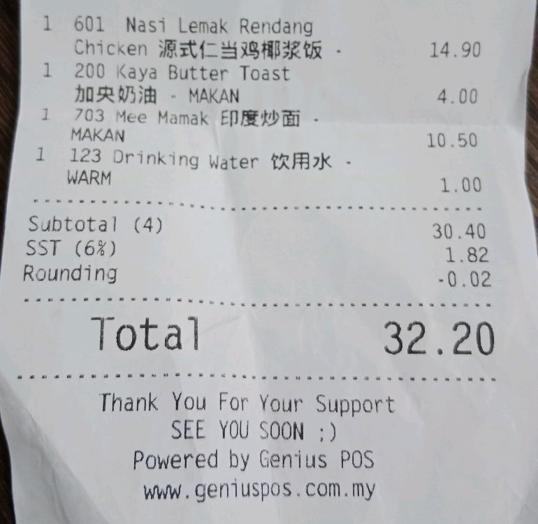 1 601 Nasi Lemak Rendang
Chicken 源式仁当鸡椰浆饭 - 14.90
1 200 Kaya Butter Toast
加央奶油 - MAKAN 4.00
1 703 Mee Mamak 印度炒面 -
MAKAN 10.50
1 123 Drinking Water 饮用水 -
WARM 1.00
Subtotal (4) 30.40
SST (6%) 1.82
Rounding -0.02
Total 32.20
Thank You For Your Support
SEE YOU SOON ;)
Powered by Genius POS
www.geniuspos.com.my